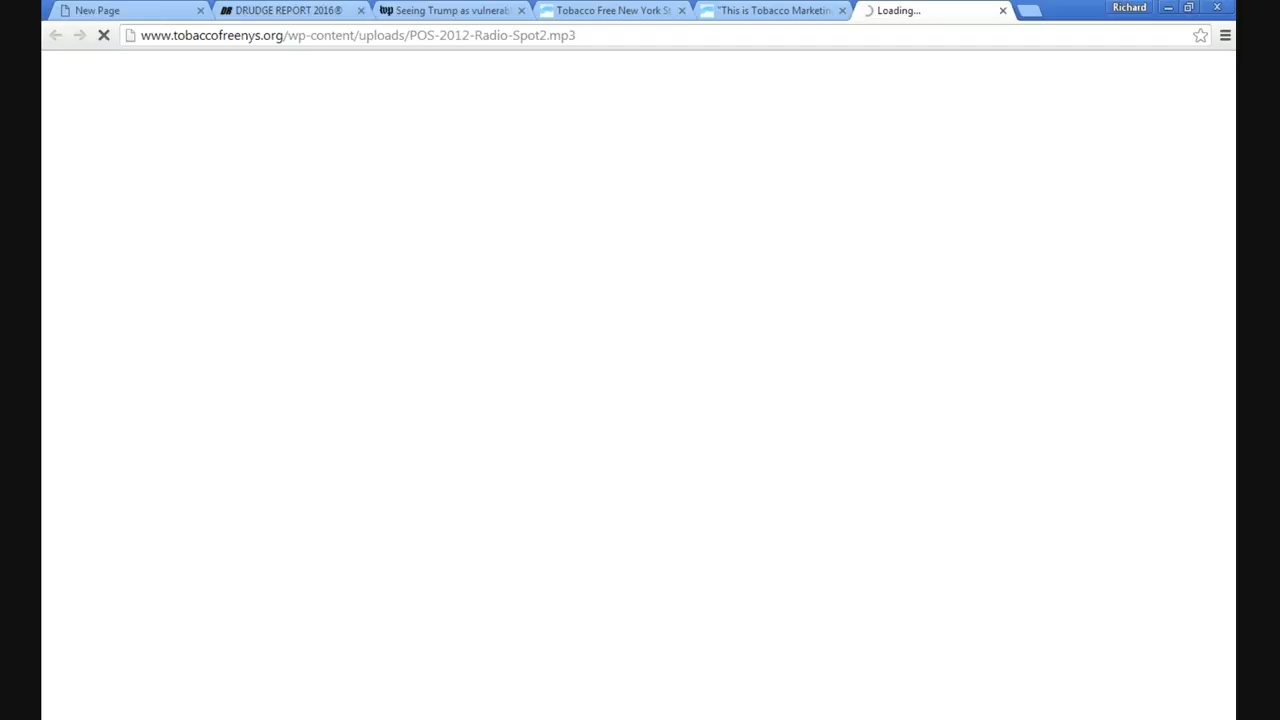 New Page
DRUDGE REPORT 2016®
wp Seeing Trump as vulnerab
Tobacco Free New York St
"This is Tobacco Marketin
Loading...
Richard
www.tobaccofreenys.org/wp-content/uploads/POS-2012-Radio-Spot2.mp3